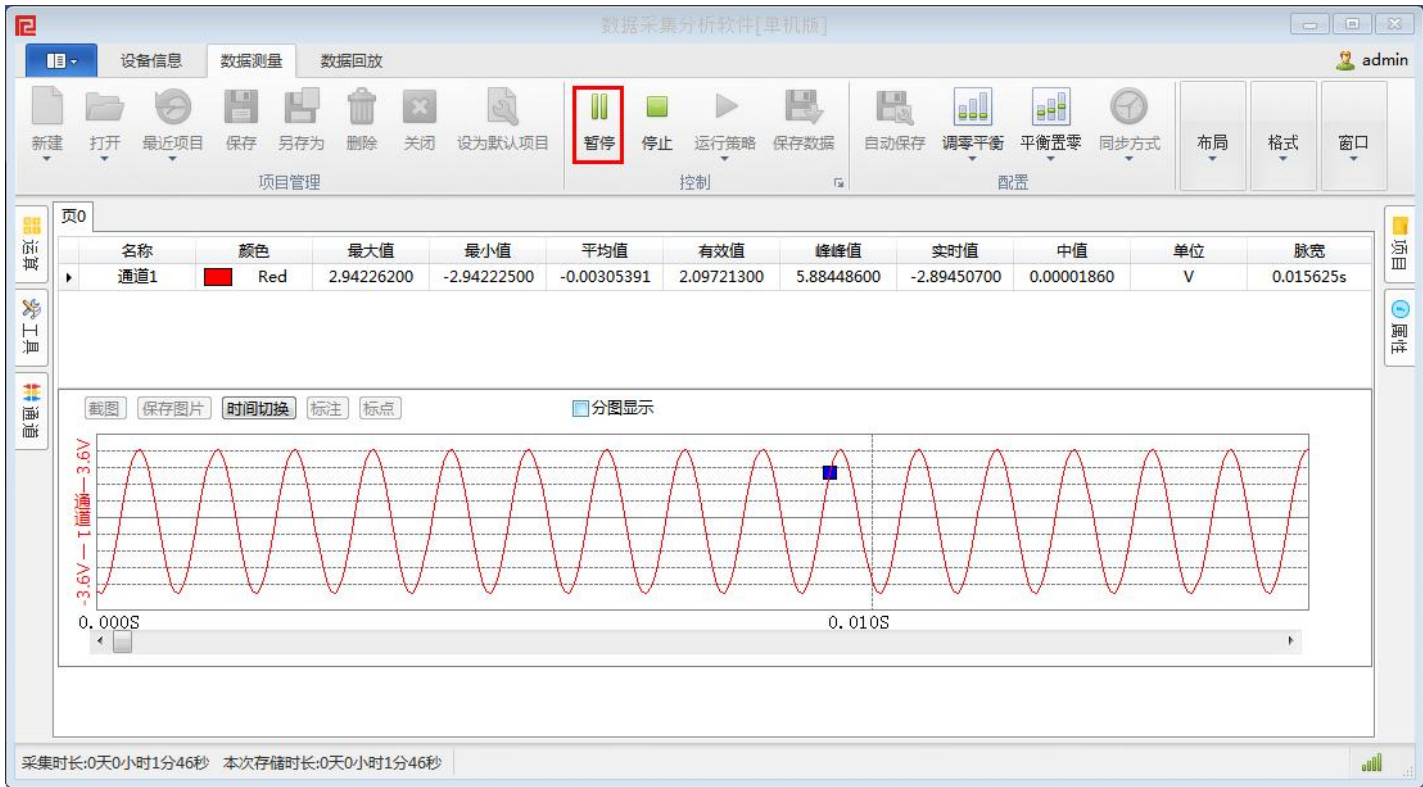 数据采集分析软件[单机版]
设备信息 数据测量 数据回放 admin
新建 打开 最近项目 保存 另存为 删除 关闭 设为默认项目 暂停 停止 运行策略 保存数据 自动保存 调零平衡 平衡置零 同步方式 布局 格式 窗口
项目管理 控制 配置
页0
运算
工具
通道
项目
属性
名称 颜色 最大值 最小值 平均值 有效值 峰峰值 实时值 中值 单位 脉宽
通道1 Red 2.94226200 -2.94222500 -0.00305391 2.09721300 5.88448600 -2.89450700 0.00001860 V 0.015625s
截图 保存图片 时间切换 标注 标点 分图显示
-3.6V—通道1—3.6V
0.000S 0.010S
采集时长:0天0小时1分46秒 本次存储时长:0天0小时1分46秒